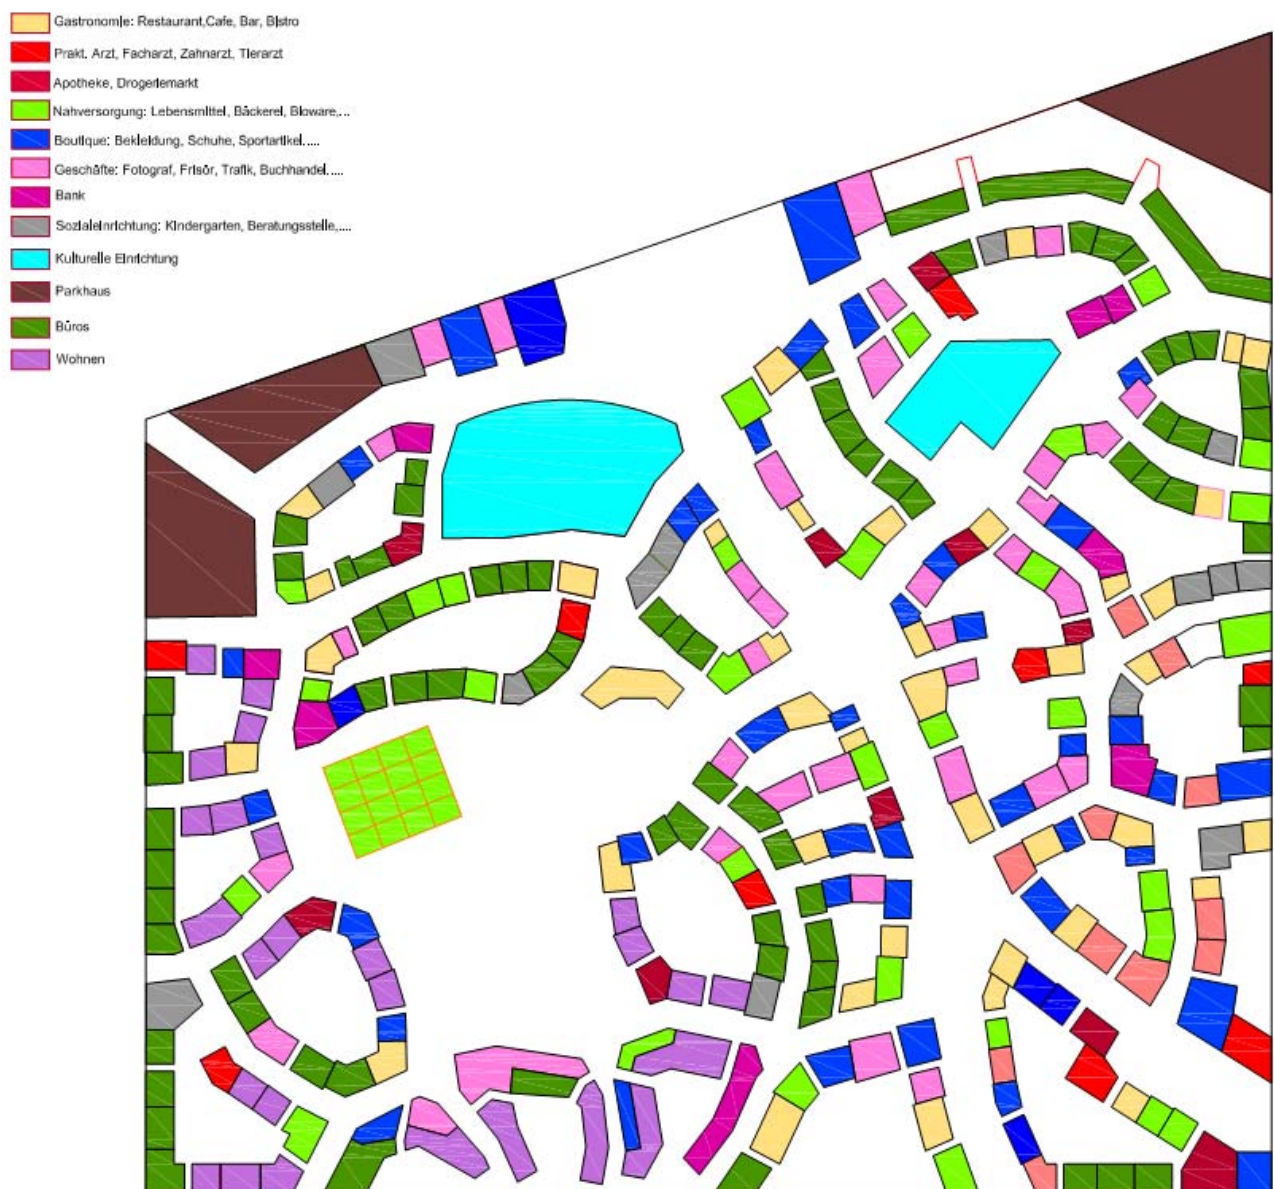 Gastronomie: Restaurant,Cafe, Bar, Bistro
Prakt. Arzt, Facharzt, Zahnarzt, Tierarzt
Apotheke, Drogeriemarkt
Nahversorgung: Lebensmittel, Bäckerei, Bioware,...
Boutique: Bekleidung, Schuhe, Sportartikel.....
Geschäfte: Fotograf, Frisör, Trafik, Buchhandel.....
Bank
Sozialeinrichtung: Kindergarten, Beratungsstelle,....
Kulturelle Einrichtung
Parkhaus
Büros
Wohnen